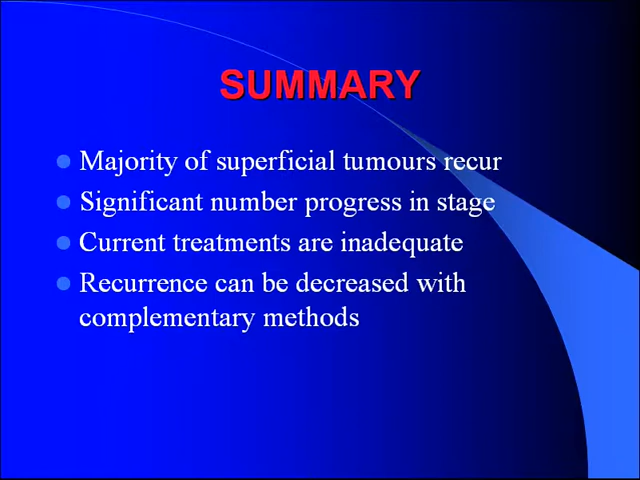 SUMMARY
Majority of superficial tumours recur
Significant number progress in stage
Current treatments are inadequate
Recurrence can be decreased with
complementary methods